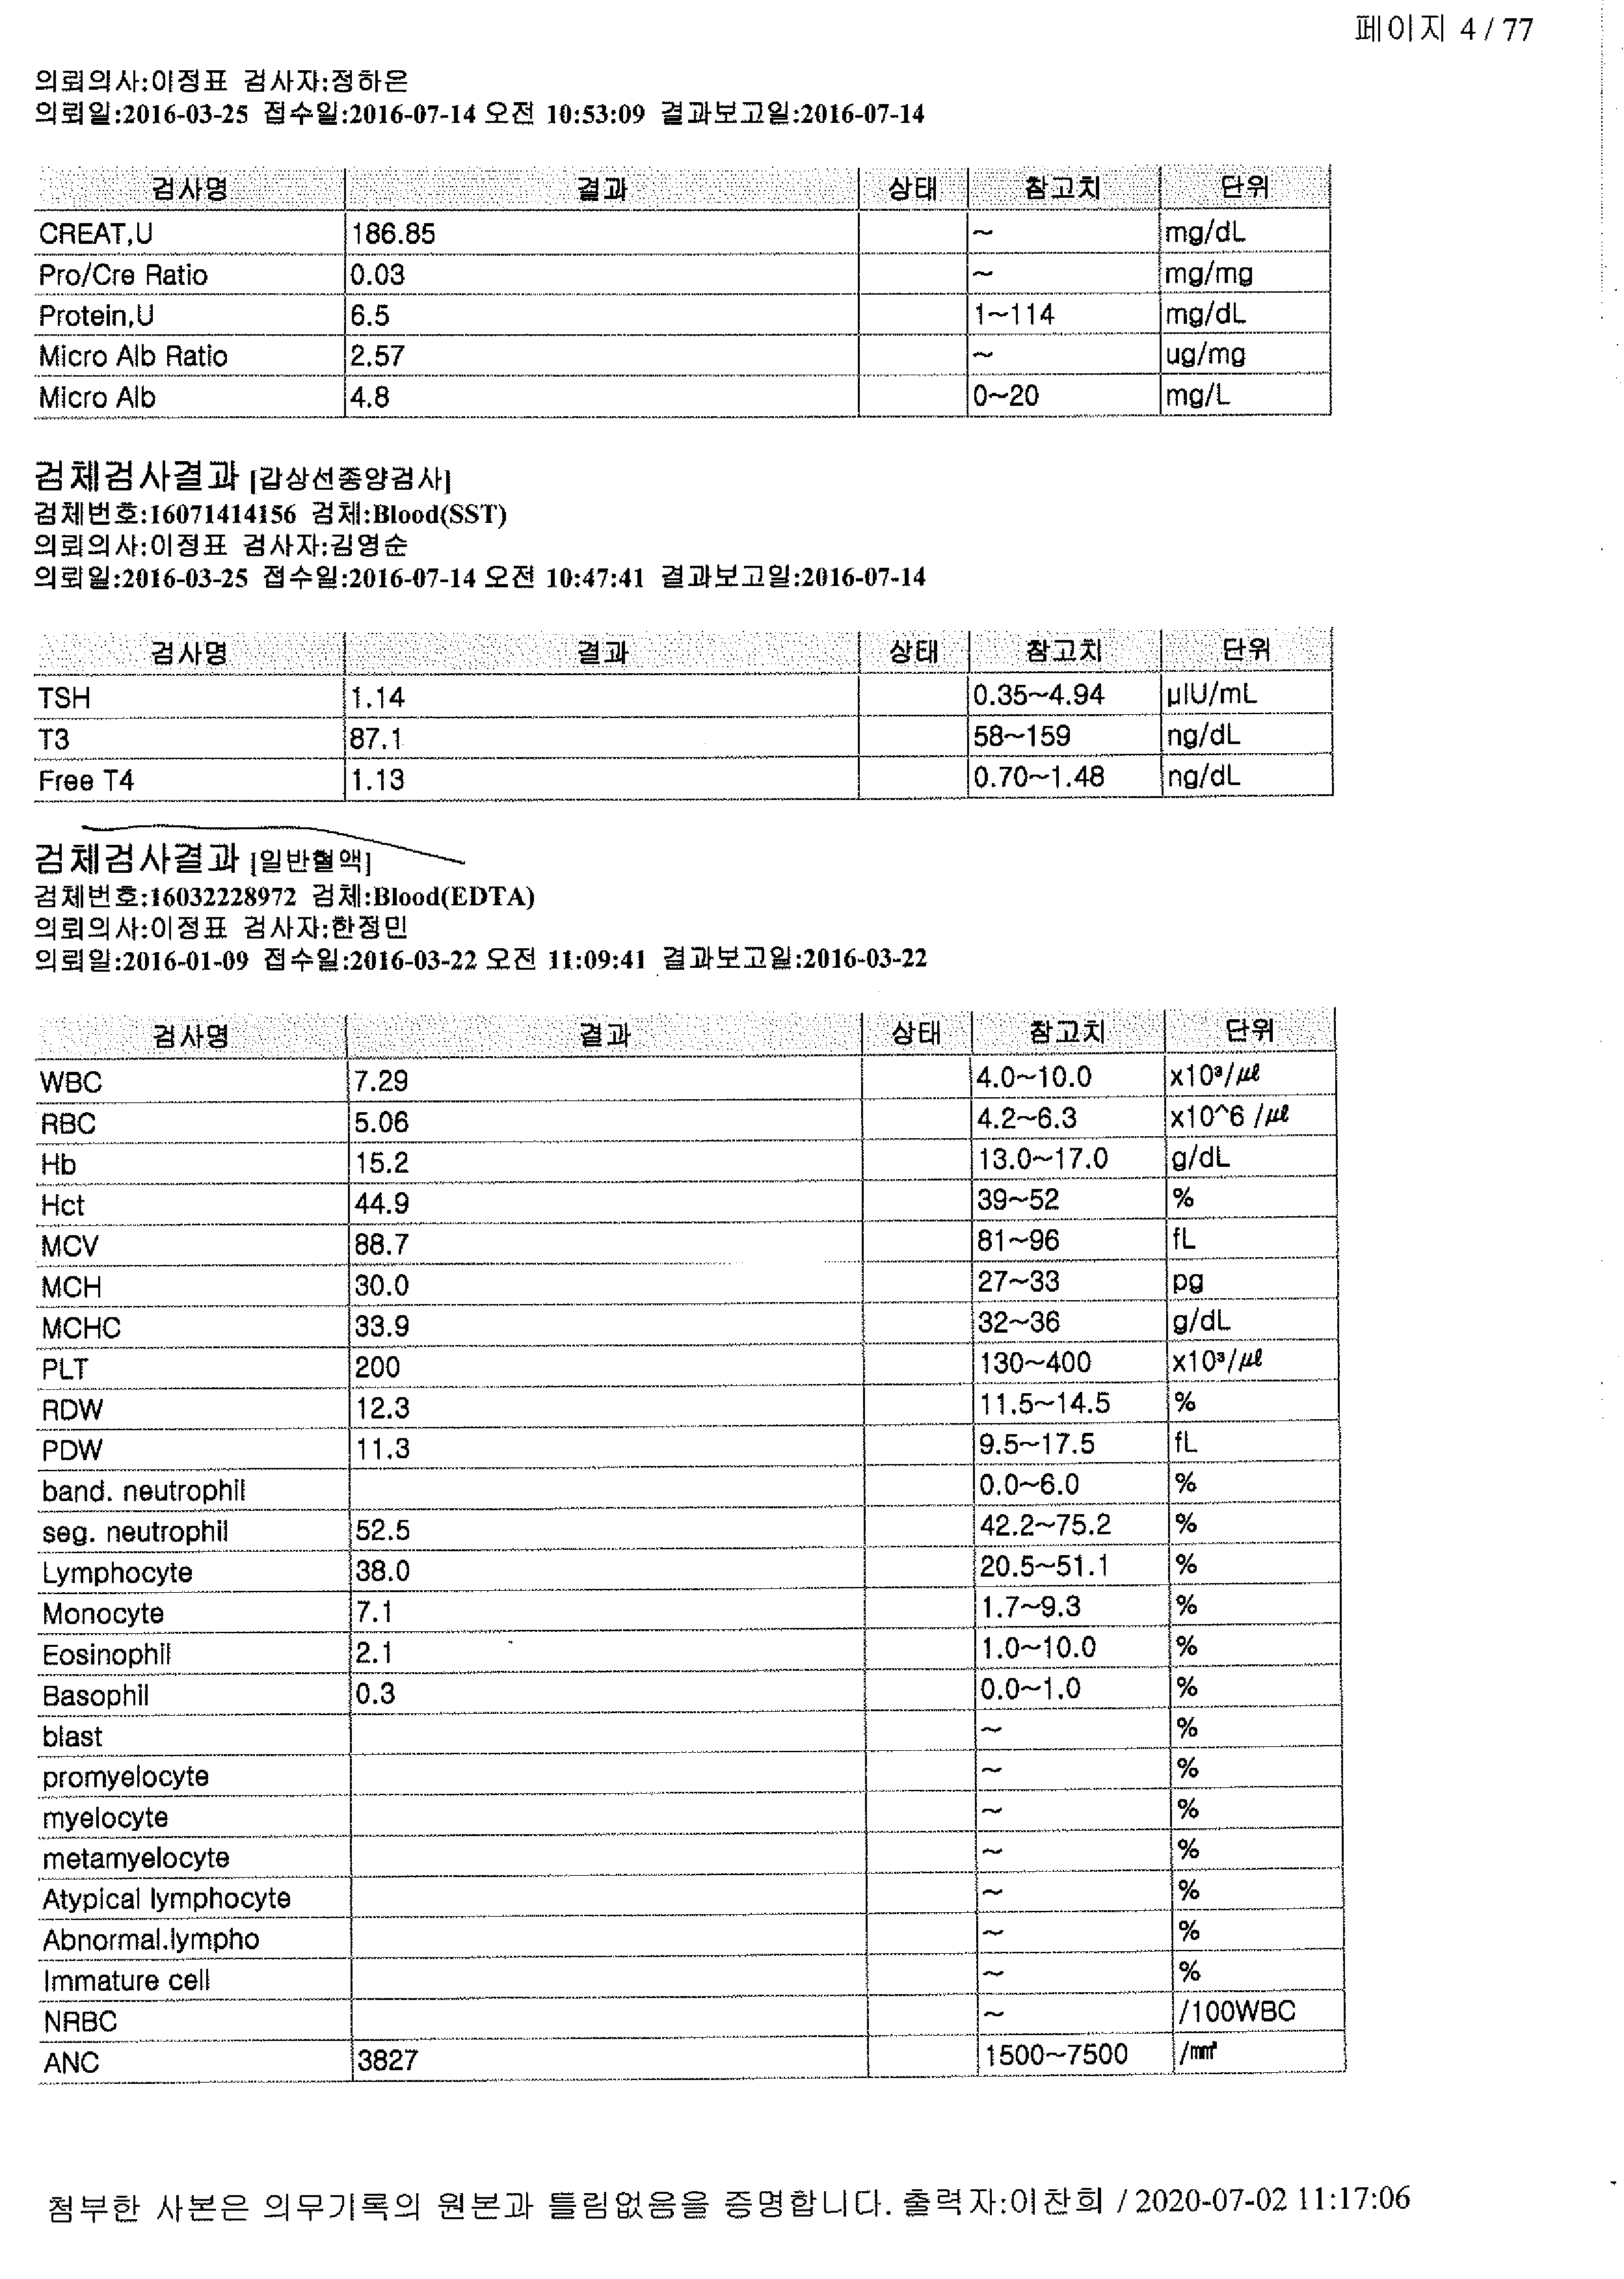 페이지 4 / 77
의뢰의사:이정표 검사자:정하은
의뢰일:2016-03-25 접수일:2016-07-14 오전 10:53:09 결과보고일:2016-07-14
검사명 결과 상태 참고치 단위
CREAT,U 186.85 ~ mg/dL
Pro/Cre Ratio 0.03 ~ mg/mg
Protein,U 6.5 1~114 mg/dL
Micro Alb Ratio 2.57 ~ ug/mg
Micro Alb 4.8 0~20 mg/L
검체검사결과 [갑상선종양검사]
검체번호:16071414156 검체:Blood(SST)
의뢰의사:이정표 검사자:김영순
의뢰일:2016-03-25 접수일:2016-07-14 오전 10:47:41 결과보고일:2016-07-14
검사명 결과 상태 참고치 단위
TSH 1.14 0.35~4.94 μIU/mL
T3 87.1 58~159 ng/dL
Free T4 1.13 0.70~1.48 ng/dL
검체검사결과 [일반혈액]
검체번호:16032228972 검체:Blood(EDTA)
의뢰의사:이정표 검사자:한정민
의뢰일:2016-01-09 접수일:2016-03-22 오전 11:09:41 결과보고일:2016-03-22
검사명 결과 상태 참고치 단위
WBC 7.29 4.0~10.0 x10³/㎕
RBC 5.06 4.2~6.3 x10^6 /㎕
Hb 15.2 13.0~17.0 g/dL
Hct 44.9 39~52 %
MCV 88.7 81~96 fL
MCH 30.0 27~33 pg
MCHC 33.9 32~36 g/dL
PLT 200 130~400 x10³/㎕
RDW 12.3 11.5~14.5 %
PDW 11.3 9.5~17.5 fL
band. neutrophil 0.0~6.0 %
seg. neutrophil 52.5 42.2~75.2 %
Lymphocyte 38.0 20.5~51.1 %
Monocyte 7.1 1.7~9.3 %
Eosinophil 2.1 1.0~10.0 %
Basophil 0.3 0.0~1.0 %
blast ~ %
promyelocyte ~ %
myelocyte ~ %
metamyelocyte ~ %
Atypical lymphocyte ~ %
Abnormal.lympho ~ %
Immature cell ~ %
NRBC ~ /100WBC
ANC 3827 1500~7500 /㎣
첨부한 사본은 의무기록의 원본과 틀림없음을 증명합니다. 출력자:이찬희 / 2020-07-02 11:17:06